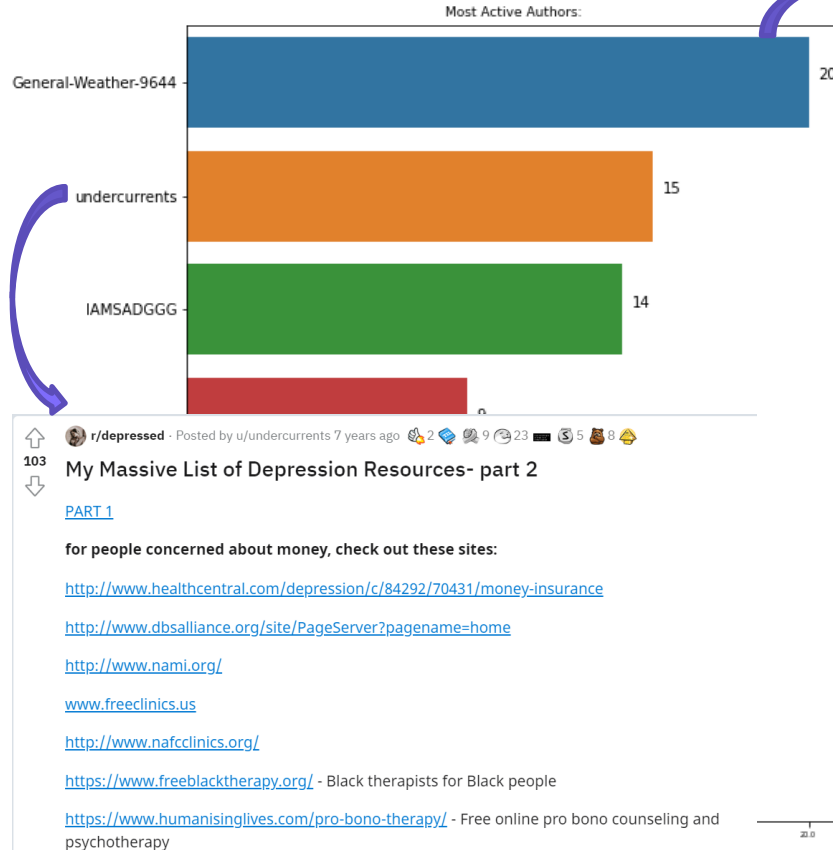 Most Active Authors:
General-Weather-9644
20
undercurrents
15
IAMSADGGG
14
9
r/depressed · Posted by u/undercurrents 7 years ago 2 9 23 5 8
103
My Massive List of Depression Resources- part 2
PART 1
for people concerned about money, check out these sites:
http://www.healthcentral.com/depression/c/84292/70431/money-insurance
http://www.dbsalliance.org/site/PageServer?pagename=home
http://www.nami.org/
www.freeclinics.us
http://www.nafcclinics.org/
https://www.freeblacktherapy.org/ - Black therapists for Black people
https://www.humanisinglives.com/pro-bono-therapy/ - Free online pro bono counseling and
psychotherapy
20.0